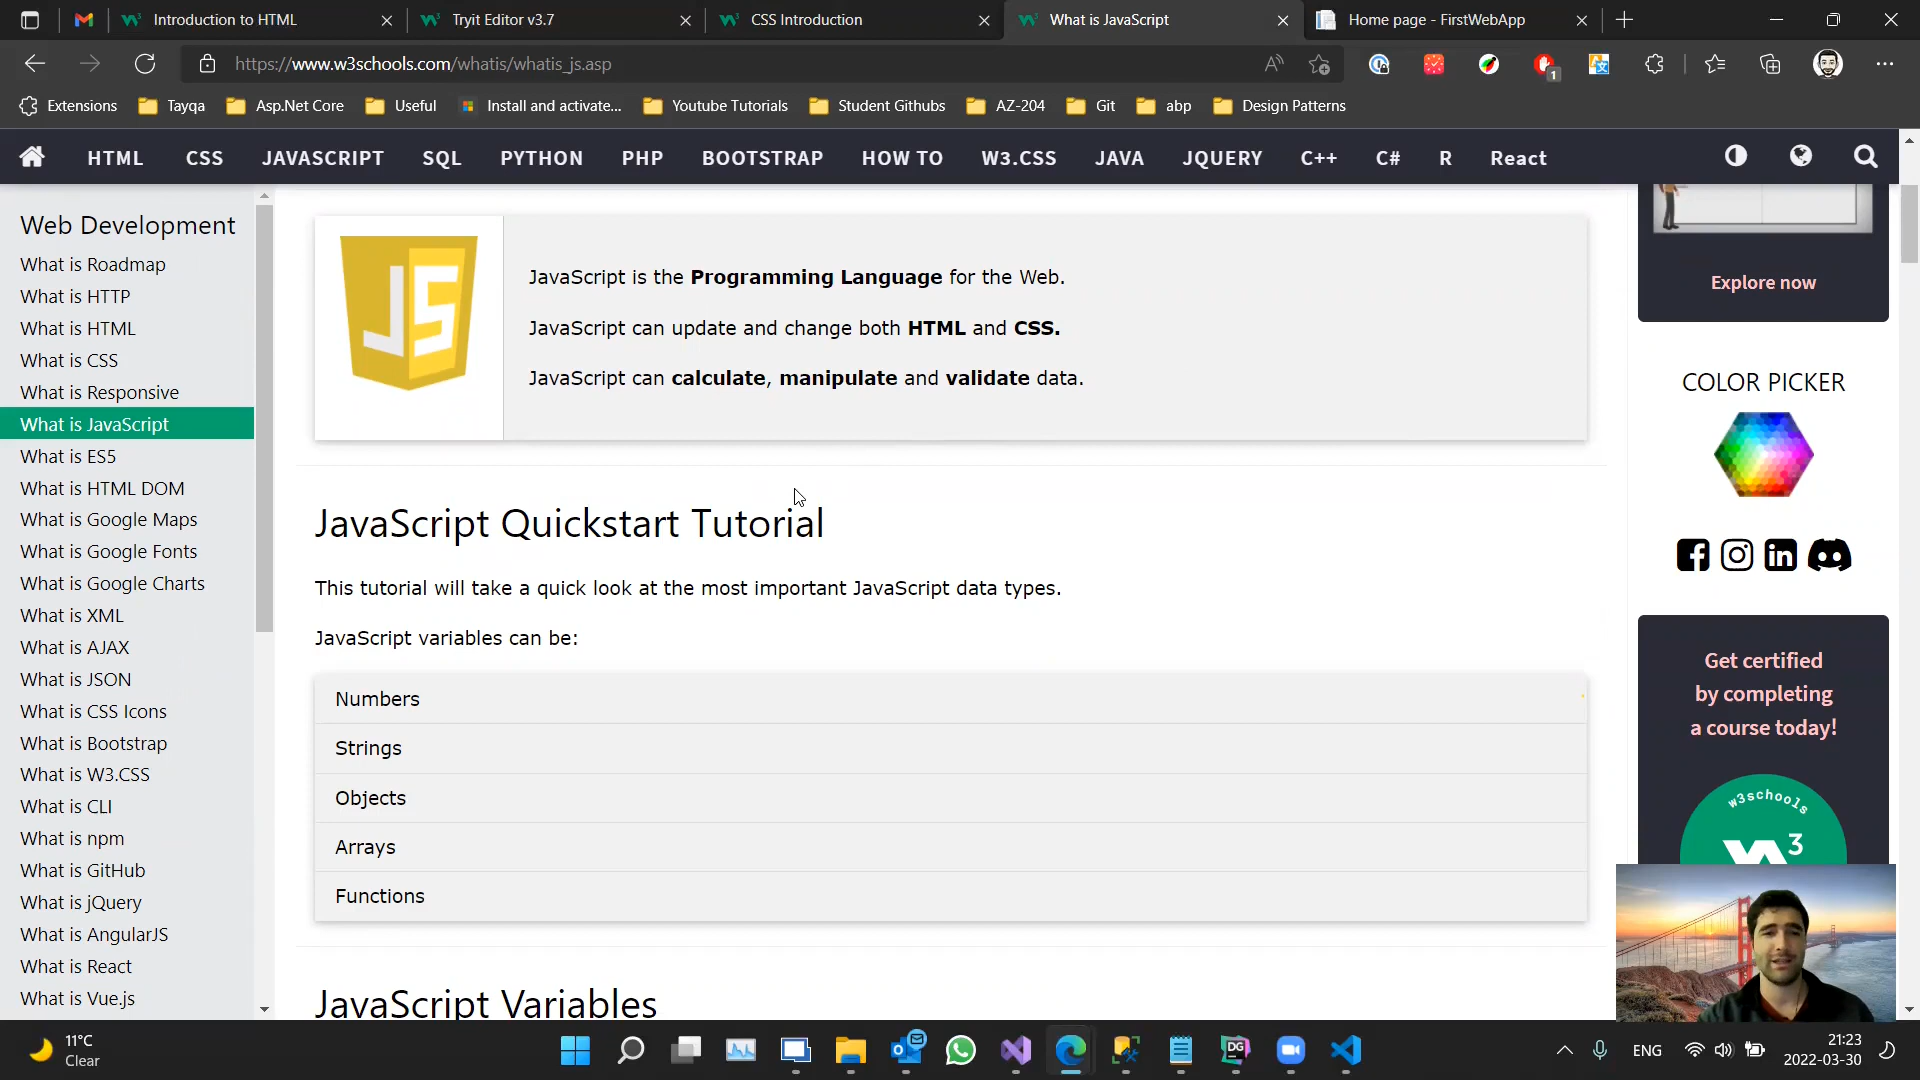 Introduction to HTML
Tryit Editor v3.7
CSS Introduction
What is JavaScript
Home page - FirstWebApp
https://www.w3schools.com/whatis/whatis_js.asp
1
Extensions
Tayqa
Asp.Net Core
Useful
Install and activate...
Youtube Tutorials
Student Githubs
AZ-204
Git
abp
Design Patterns
HTML
CSS
JAVASCRIPT
SQL
PYTHON
PHP
BOOTSTRAP
HOW TO
W3.CSS
JAVA
JQUERY
C++
C#
R
React
Web Development
What is Roadmap
What is HTTP
What is HTML
What is CSS
What is Responsive
What is JavaScript
What is ES5
What is HTML DOM
What is Google Maps
What is Google Fonts
What is Google Charts
What is XML
What is AJAX
What is JSON
What is CSS Icons
What is Bootstrap
What is W3.CSS
What is CLI
What is npm
What is GitHub
What is jQuery
What is AngularJS
What is React
What is Vue.js
JS
JavaScript is the Programming Language for the Web.
JavaScript can update and change both HTML and CSS.
JavaScript can calculate, manipulate and validate data.
JavaScript Quickstart Tutorial
This tutorial will take a quick look at the most important JavaScript data types.
JavaScript variables can be:
Numbers
Strings
Objects
Arrays
Functions
JavaScript Variables
Explore now
COLOR PICKER
Get certified
by completing
a course today!
w3schools
3
11°C
Clear
DG
ENG
21:23
2022-03-30